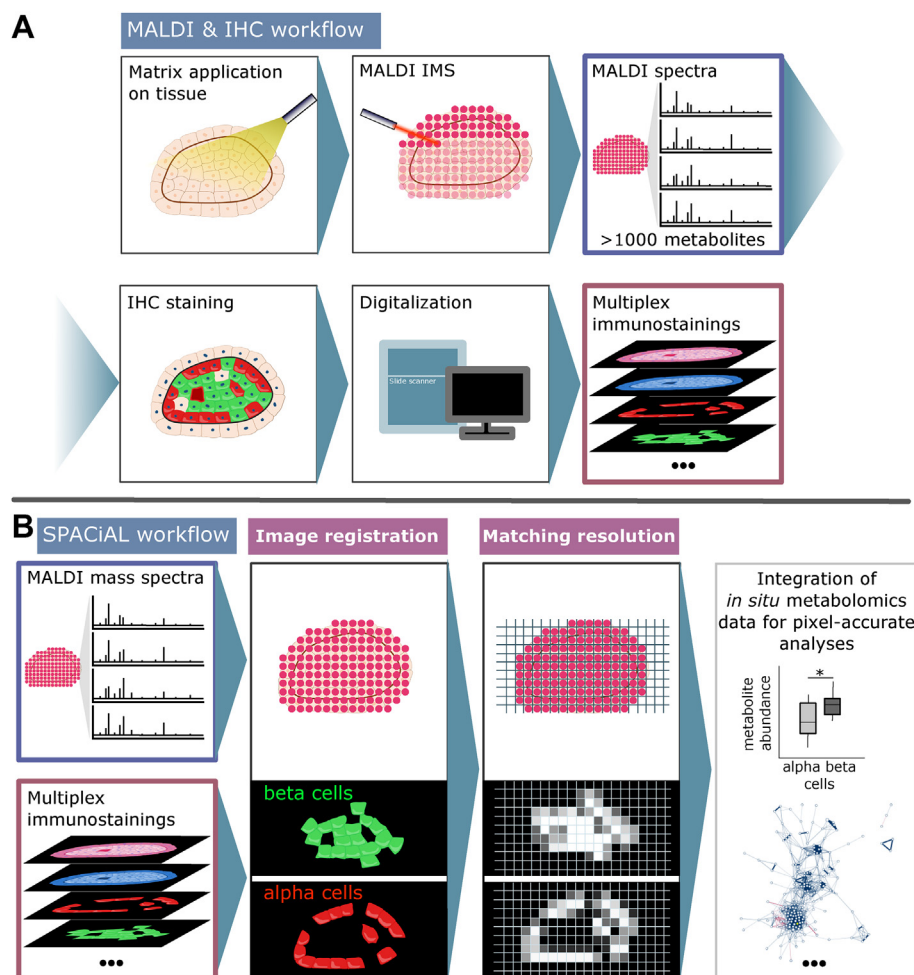 A
MALDI & IHC workflow
Matrix application
on tissue
MALDI IMS
MALDI spectra
>1000 metabolites
IHC staining
Digitalization
Slide scanner
Multiplex
immunostainings
•••
B
SPACiAL workflow
Image registration
Matching resolution
MALDI mass spectra
Multiplex
immunostainings
•••
beta cells
alpha cells
Integration of
in situ metabolomics
data for pixel-accurate
analyses
*
metabolite
abundance
alpha beta
cells
•••